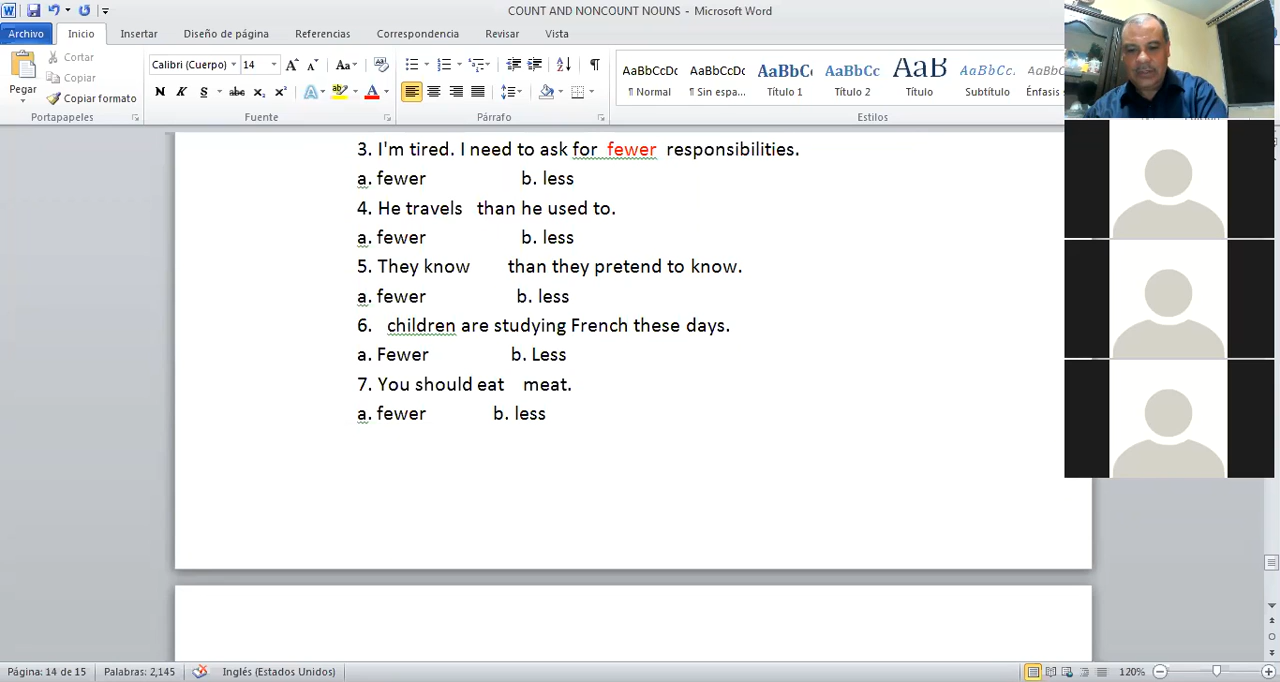 COUNT AND NONCOUNT NOUNS - Microsoft Word
Archivo Inicio Insertar Diseño de página Referencias Correspondencia Revisar Vista
Pegar
Cortar
Copiar
Copiar formato
Portapapeles
Calibri (Cuerpo) 14
Fuente
Párrafo
AaBbCcDc AaBbCcDc AaBbC( AaBbCc AaB AaBbCc.
¶ Normal ¶ Sin espa... Título 1 Título 2 Título Subtítulo Énfasis
Estilos
3. I'm tired. I need to ask for fewer responsibilities.
a. fewer b. less
4. He travels than he used to.
a. fewer b. less
5. They know than they pretend to know.
a. fewer b. less
6. children are studying French these days.
a. Fewer b. Less
7. You should eat meat.
a. fewer b. less
Página: 14 de 15 Palabras: 2,145 Inglés (Estados Unidos) 120%